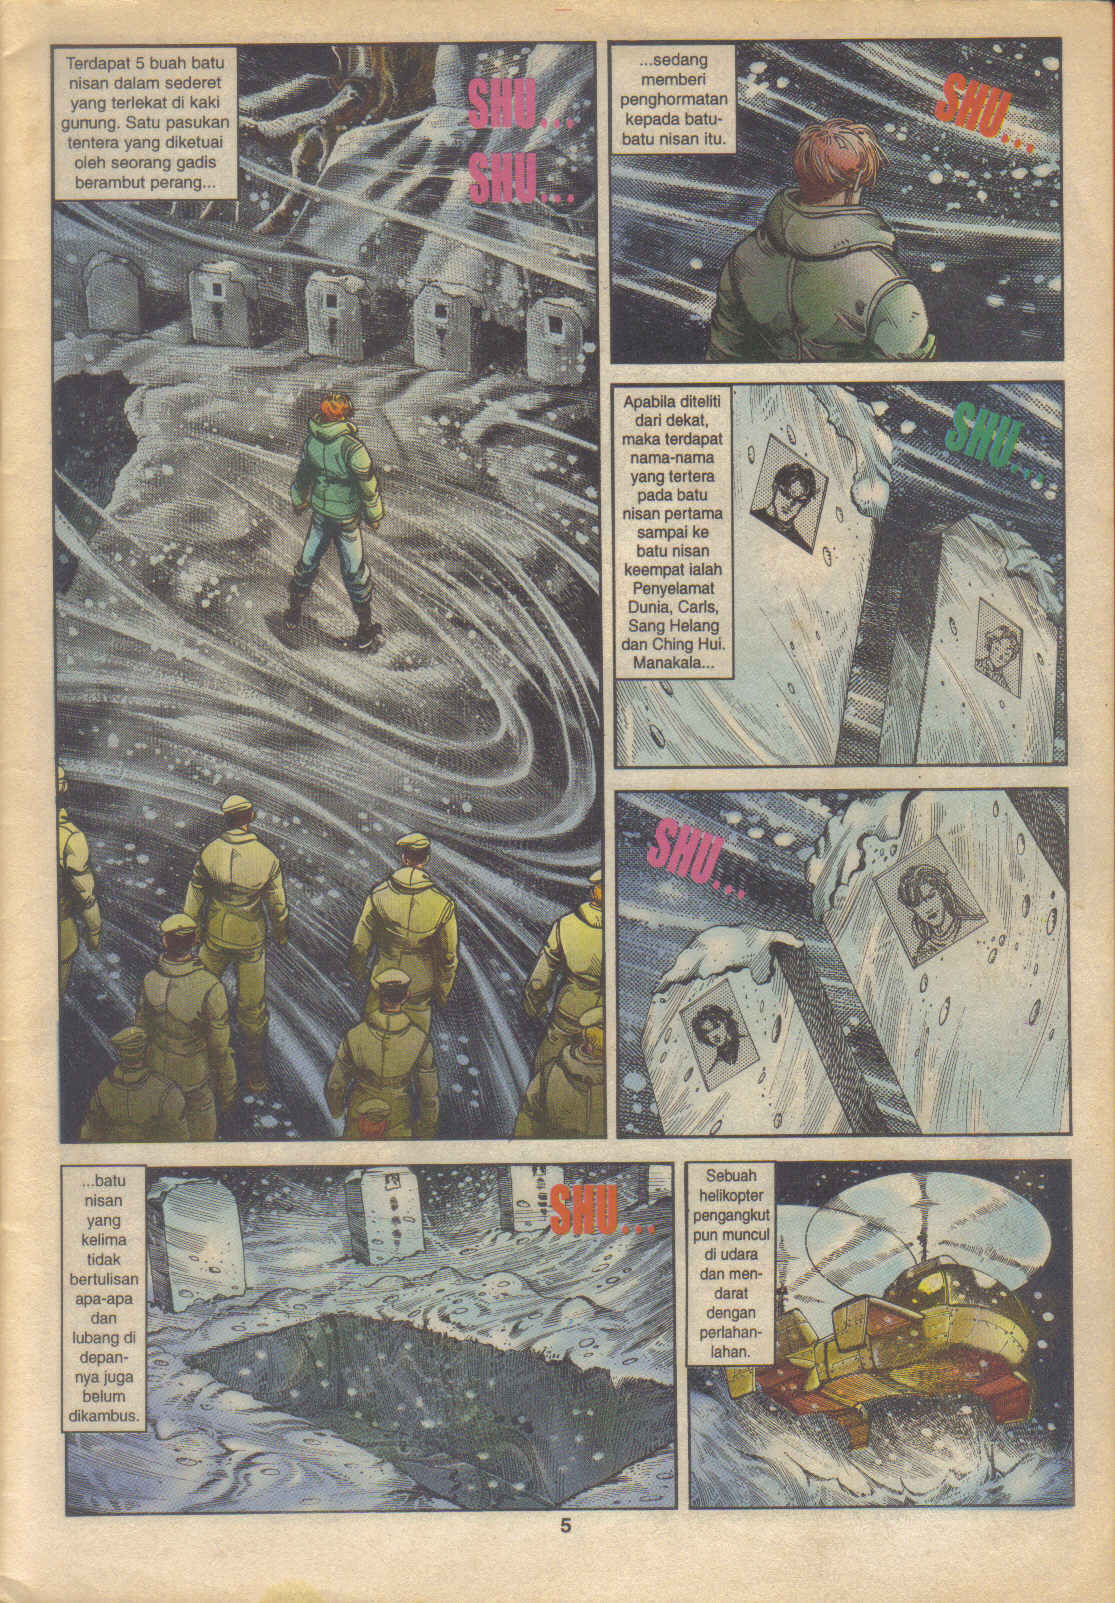 Terdapat 5 buah batu
nisan dalam sederet
yang terlekat di kaki
gunung. Satu pasukan
tentera yang diketuai
oleh seorang gadis
berambut perang...
SHU...
SHU...
...sedang
memberi
penghormatan
kepada batu-
batu nisan itu.
SHU...
Apabila diteliti
dari dekat,
maka terdapat
nama-nama
yang tertera
pada batu
nisan pertama
sampai ke
batu nisan
keempat ialah
Penyelamat
Dunia, Carls,
Sang Helang
dan Ching Hui.
Manakala...
SHU...
SHU...
...batu
nisan
yang
kelima
tidak
bertulisan
apa-apa
dan
lubang di
depan-
nya juga
belum
dikambus.
SHU...
Sebuah
helikopter
pengangkut
pun muncul
di udara
dan men-
darat
dengan
perlahan-
lahan.
5